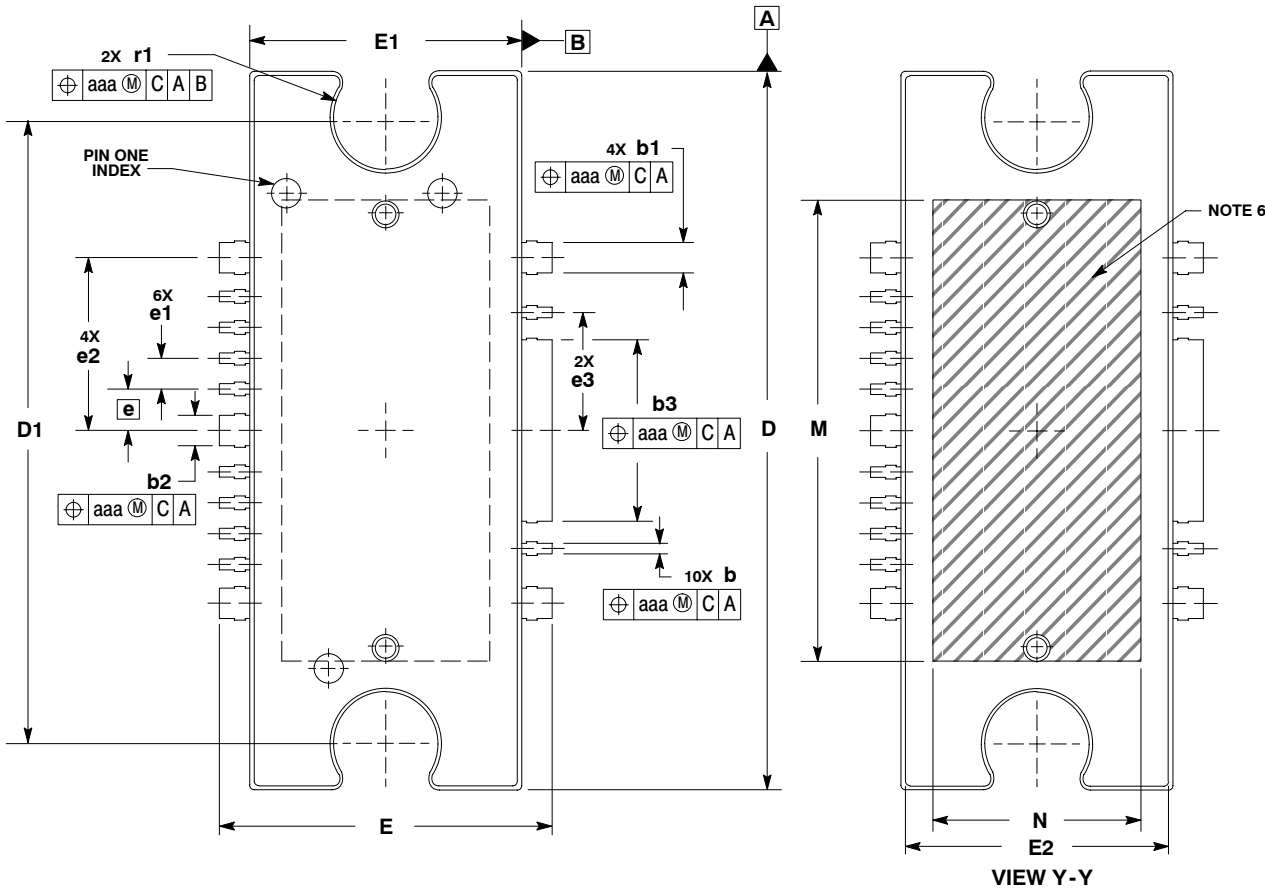 A
E1
B
2X r1
⌖ aaa Ⓜ C A B
PIN ONE
INDEX
4X b1
⌖ aaa Ⓜ C A
NOTE 6
6X
e1
4X
e2
2X
e3
e
D1
b3
⌖ aaa Ⓜ C A
D
M
b2
⌖ aaa Ⓜ C A
10X b
⌖ aaa Ⓜ C A
E
N
E2
VIEW Y-Y